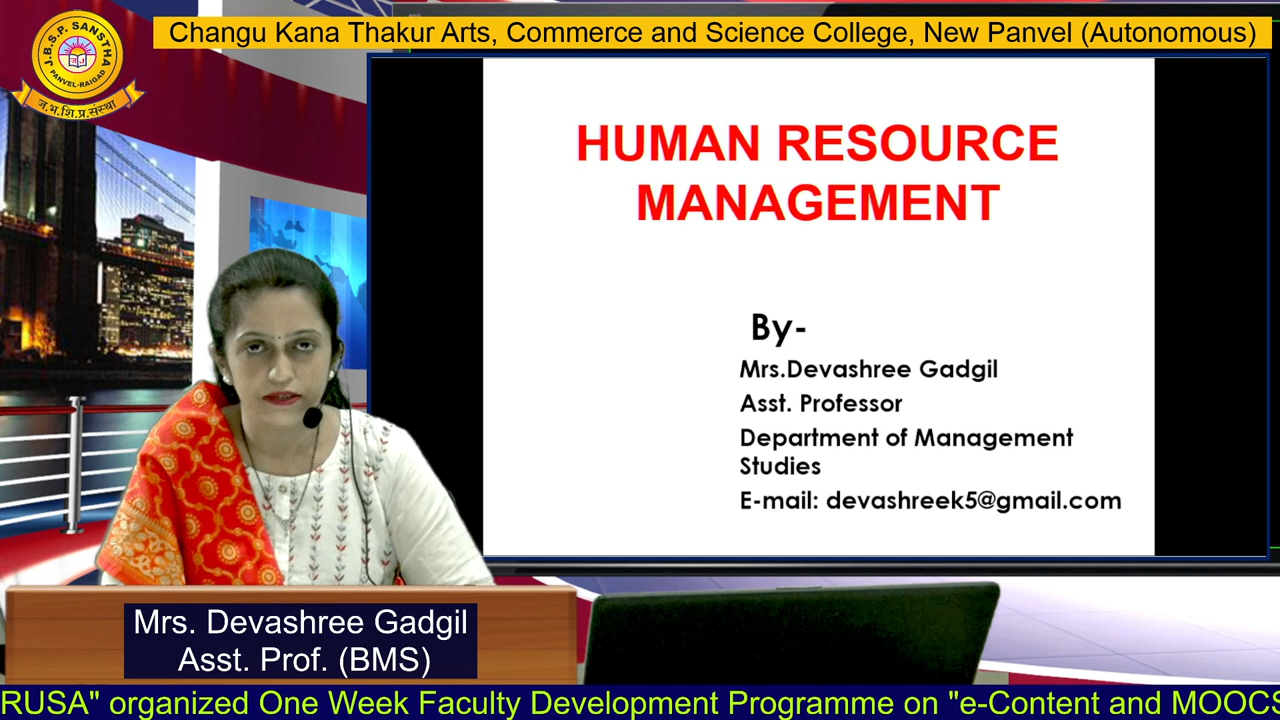 J.B.S.P. SANSTHA
PANVEL-RAIGAD
ज.भ.शि.प्र.संस्था
Changu Kana Thakur Arts, Commerce and Science College, New Panvel (Autonomous)
HUMAN RESOURCE
MANAGEMENT
By-
Mrs.Devashree Gadgil
Asst. Professor
Department of Management
Studies
E-mail: devashreek5@gmail.com
Mrs. Devashree Gadgil
Asst. Prof. (BMS)
RUSA" organized One Week Faculty Development Programme on "e-Content and MOOCS